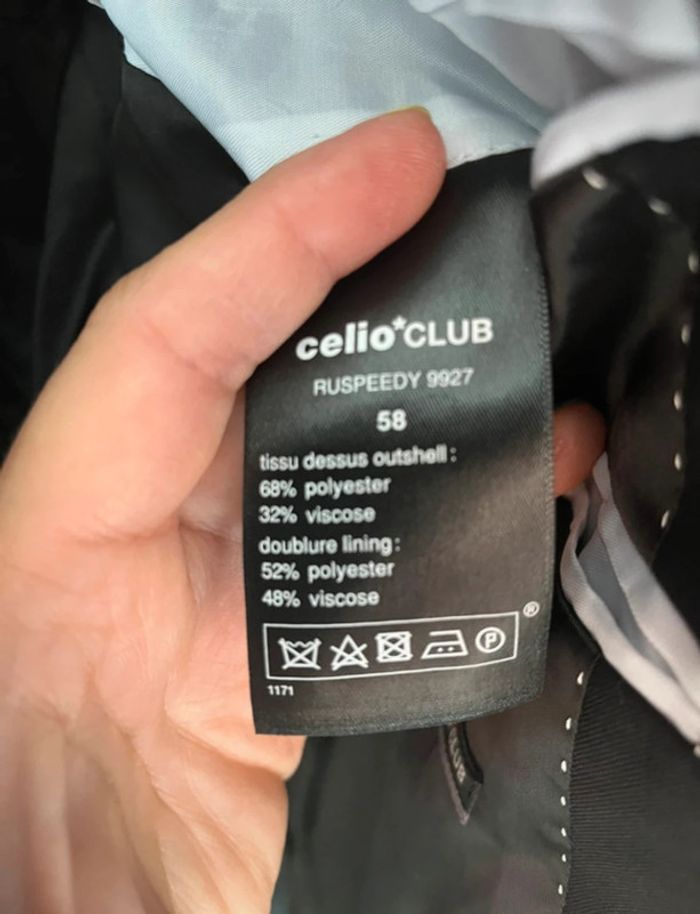 celio*CLUB
RUSPEEDY 9927
58
tissu dessus outshell :
68% polyester
32% viscose
doublure lining :
52% polyester
48% viscose
®
P
1171